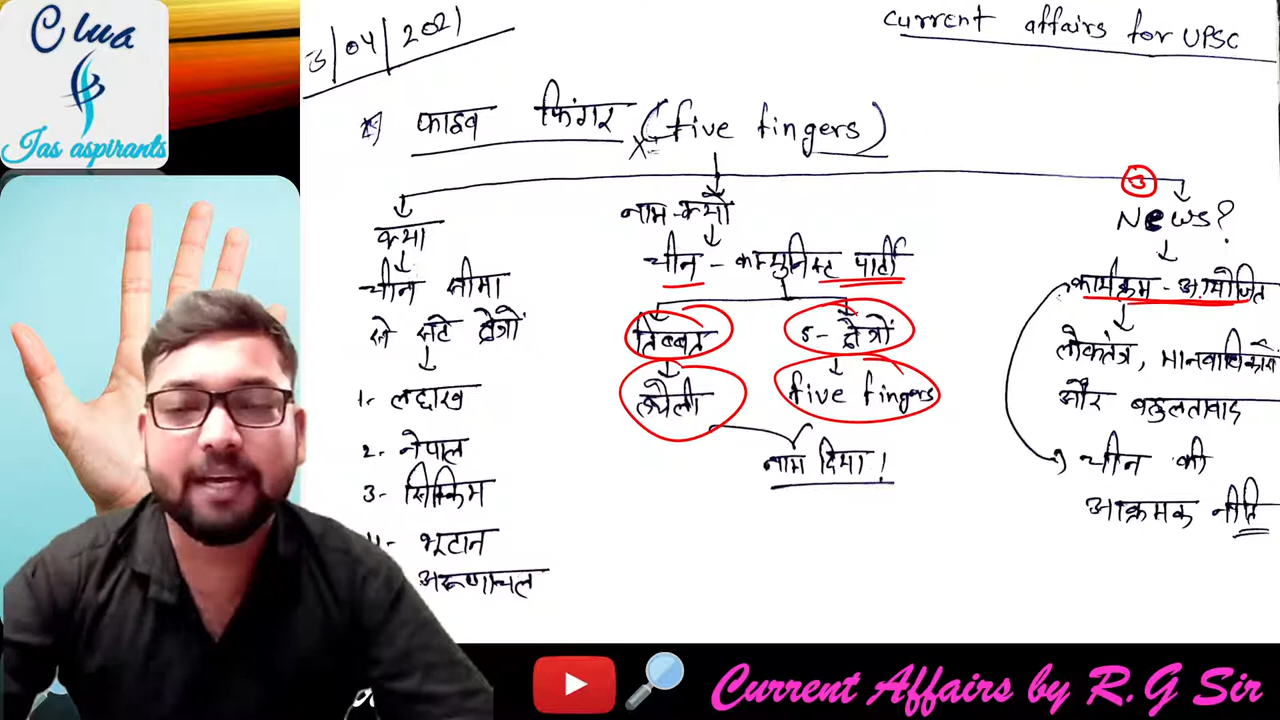 Clua
Ias aspirants
3/04/2021
current affairs for UPSC
फाइव फिंगर (five fingers)
क्या
चीन सीमा
से सटे क्षेत्रों
1. लद्दाख
2. नेपाल
3- सिक्किम
भूटान
अरूणाचल
नाम-क्यों
चीन - कम्युनिस्ट पार्टी
तिब्बत
हथेली
5- क्षेत्रों
five fingers
नाम दिया!
3
News?
कार्यक्रम - आयोजित
लोकतंत्र, मानवाधिकारों
और बहुलतावाद
चीन की
आक्रमक नीति
Current Affairs by R.G Sir